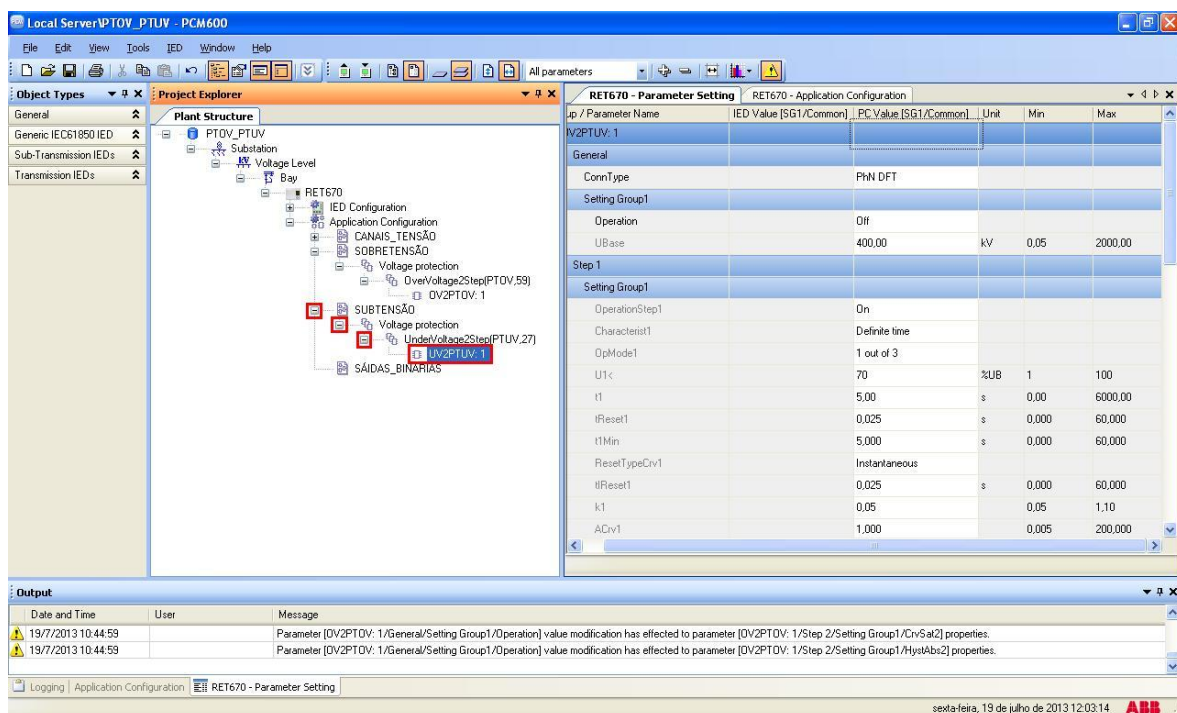 Local Server\PTOV_PTUV - PCM600
File Edit View Tools IED Window Help
All parameters
Object Types
General
Generic IEC61850 IED
Sub-Transmission IEDs
Transmission IEDs
Project Explorer
Plant Structure
PTOV_PTUV
Substation
Voltage Level
Bay
RET670
IED Configuration
Application Configuration
CANAIS_TENSÃO
SOBRETENSÃO
Voltage protection
OverVoltage2Step(PTOV,59)
OV2PTOV: 1
SUBTENSÃO
Voltage protection
UnderVoltage2Step(PTUV,27)
UV2PTUV: 1
SÁIDAS_BINARIAS
RET670 - Parameter Setting RET670 - Application Configuration
up / Parameter Name IED Value [SG1/Common] PC Value [SG1/Common] Unit Min Max
V2PTUV: 1
General
ConnType PhN DFT
Setting Group1
Operation Off
UBase 400,00 kV 0,05 2000,00
Step 1
Setting Group1
OperationStep1 On
Characterist1 Definite time
OpMode1 1 out of 3
U1< 70 %UB 1 100
t1 5,00 s 0,00 6000,00
tReset1 0,025 s 0,000 60,000
t1Min 5,000 s 0,000 60,000
ResetTypeCrv1 Instantaneous
tIReset1 0,025 s 0,000 60,000
k1 0,05 0,05 1,10
ACrv1 1,000 0,005 200,000
Output
Date and Time User Message
19/7/2013 10:44:59 Parameter [OV2PTOV: 1/General/Setting Group1/Operation] value modification has effected to parameter [OV2PTOV: 1/Step 2/Setting Group1/CrvSat2] properties.
19/7/2013 10:44:59 Parameter [OV2PTOV: 1/General/Setting Group1/Operation] value modification has effected to parameter [OV2PTOV: 1/Step 2/Setting Group1/HystAbs2] properties.
Logging Application Configuration RET670 - Parameter Setting
sexta-feira, 19 de julho de 2013 12:03:14 ABB